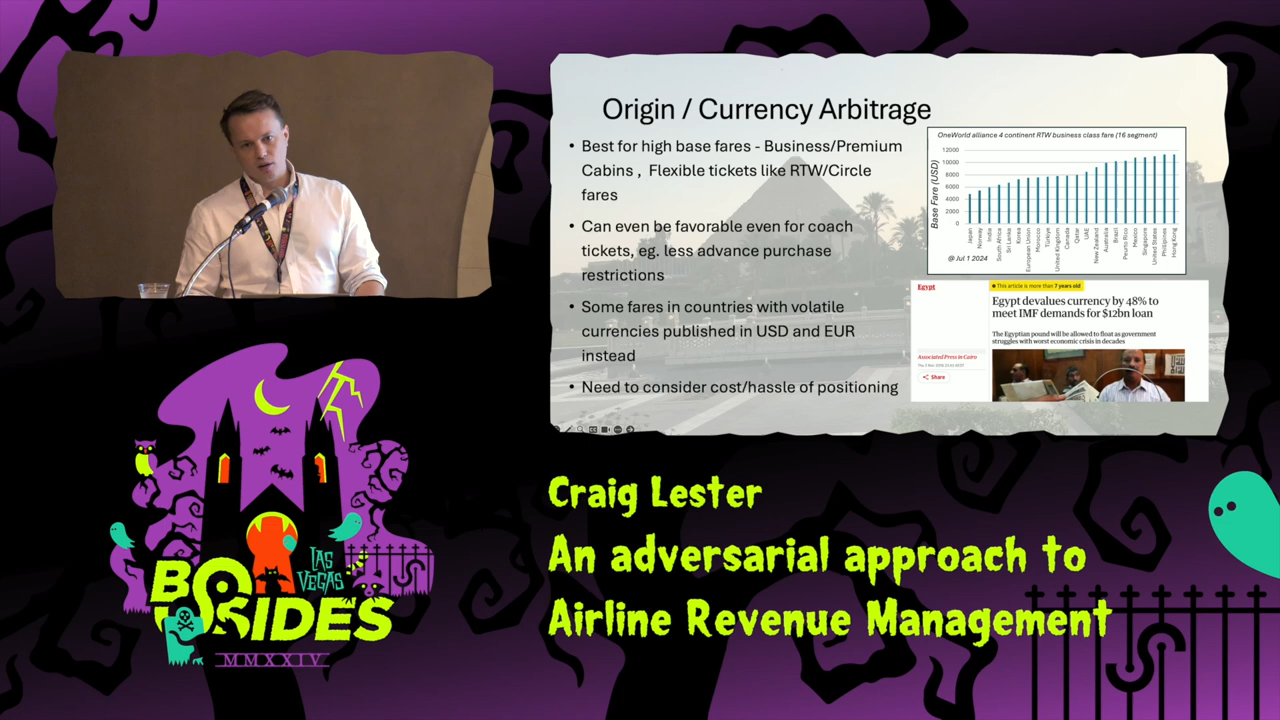 Origin / Currency Arbitrage
• Best for high base fares - Business/Premium
Cabins , Flexible tickets like RTW/Circle
fares
• Can even be favorable even for coach
tickets, eg. less advance purchase
restrictions
• Some fares in countries with volatile
currencies published in USD and EUR
instead
• Need to consider cost/hassle of positioning
OneWorld alliance 4 continent RTW business class fare (16 segment)
Base Fare (USD)
12000
10000
8000
6000
4000
2000
0
Japan
Norway
India
South Africa
Sri Lanka
Korea
European Union
Morocco
Türkiye
United Kingdom
Canada
Qatar
UAE
New Zealand
Australia
Brazil
Peurto Rico
Mexico
Singapore
United States
Philipines
Hong Kong
@ Jul 1 2024
Egypt
This article is more than 7 years old
Egypt devalues currency by 48% to
meet IMF demands for $12bn loan
The Egyptian pound will be allowed to float as government
struggles with worst economic crisis in decades
Associated Press in Cairo
Share
LAS
VEGAS
BSIDES
MMXXIV
Craig Lester
An adversarial approach to
Airline Revenue Management